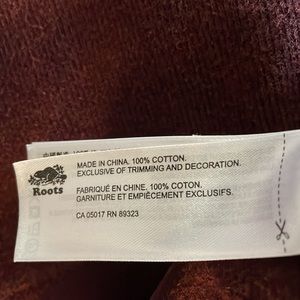 Roots
MADE IN CHINA. 100% COTTON.
EXCLUSIVE OF TRIMMING AND DECORATION.
FABRIQUÉ EN CHINE. 100% COTON.
GARNITURE ET EMPIÈCEMENT EXCLUSIFS.
CA 05017 RN 89323